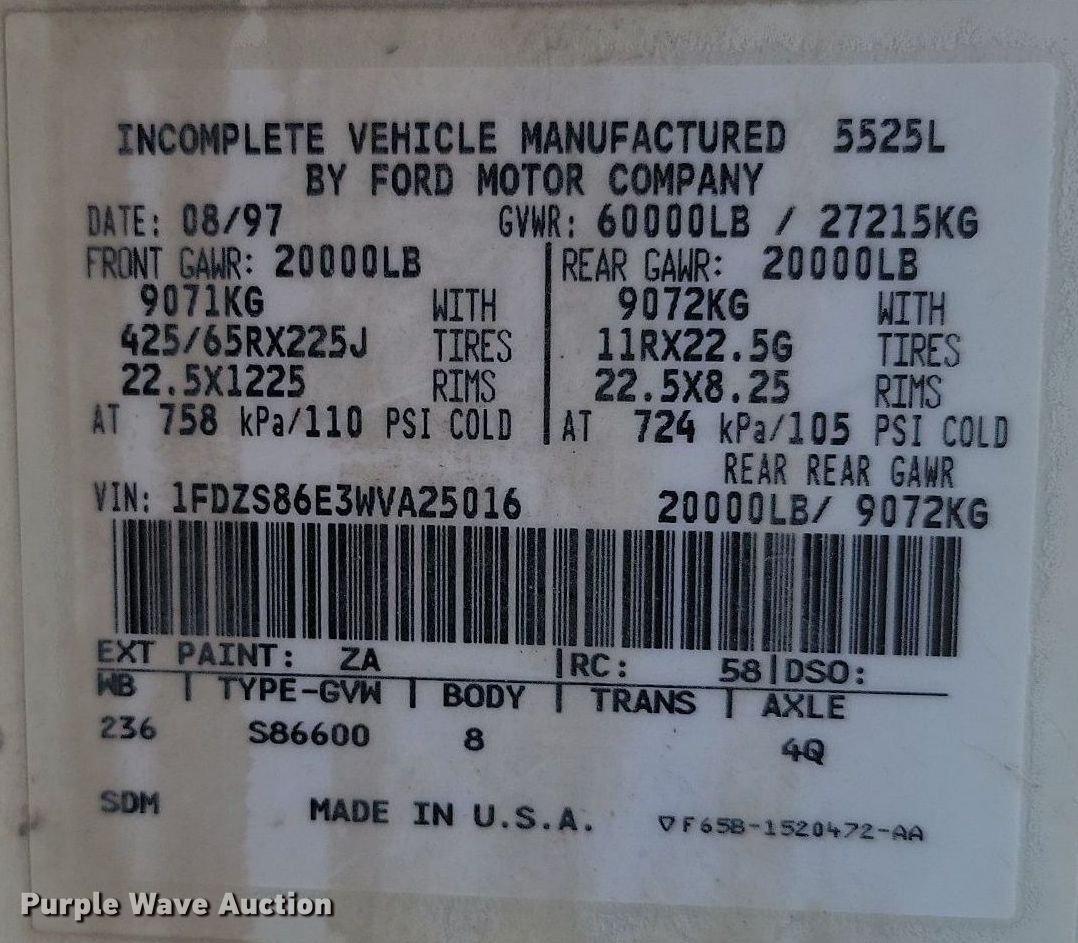 INCOMPLETE VEHICLE MANUFACTURED 5525L
BY FORD MOTOR COMPANY
DATE: 08/97 GVWR: 60000LB / 27215KG
FRONT GAWR: 20000LB REAR GAWR: 20000LB
9071KG WITH 9072KG WITH
425/65RX225J TIRES 11RX22.5G TIRES
22.5X1225 RIMS 22.5X8.25 RIMS
AT 758 kPa/110 PSI COLD AT 724 kPa/105 PSI COLD
REAR REAR GAWR
VIN: 1FDZS86E3WVA25016 20000LB/ 9072KG
EXT PAINT: ZA |RC: 58|DSO:
WB | TYPE-GVW | BODY | TRANS | AXLE
236 S86600 8 4Q
SDM MADE IN U.S.A. ▽F65B-1520472-AA
Purple Wave Auction